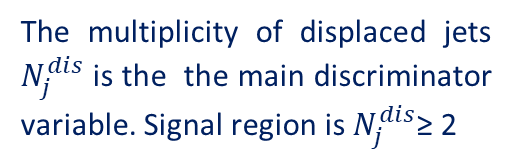 The multiplicity of displaced jets
$N_j^{dis}$ is the the main discriminator
variable. Signal region is $N_j^{dis}$≥ 2